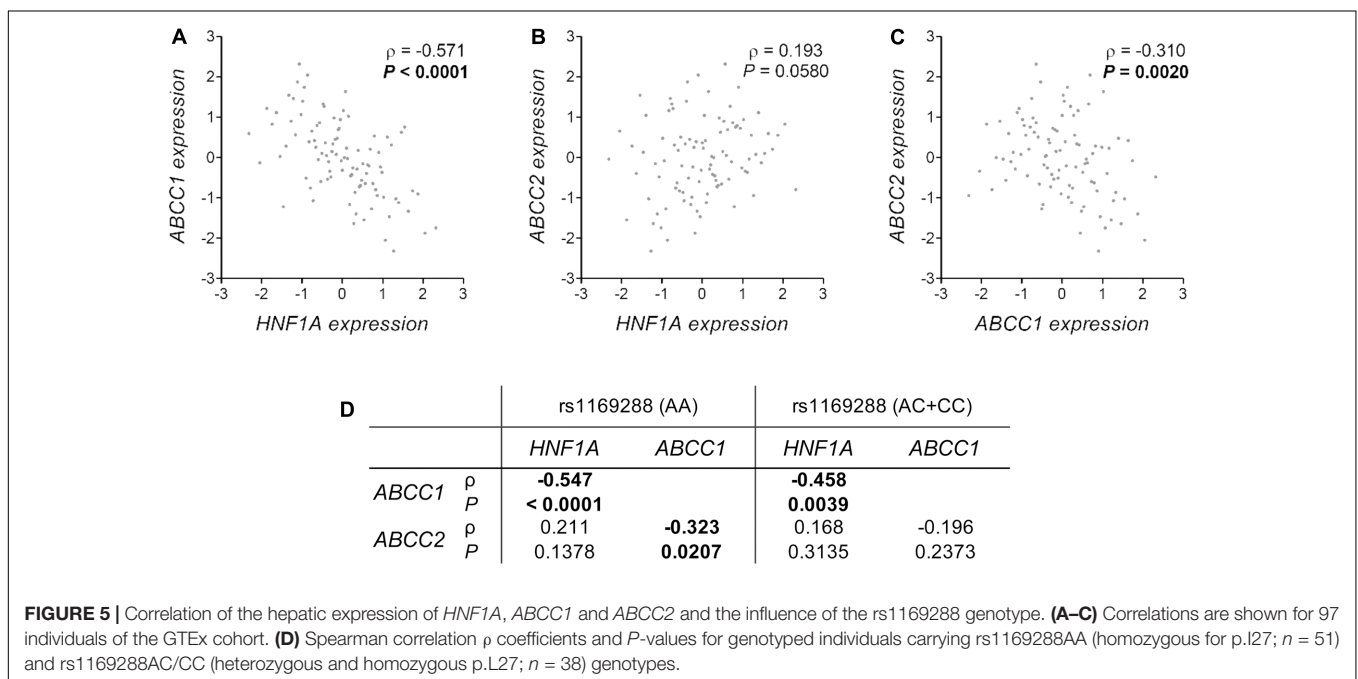 A
3
2
1
0
-1
-2
-3
-3 -2 -1 0 1 2 3
ABCC1 expression
HNF1A expression
ρ = -0.571
P < 0.0001
B
3
2
1
0
-1
-2
-3
-3 -2 -1 0 1 2 3
ABCC2 expression
HNF1A expression
ρ = 0.193
P = 0.0580
C
3
2
1
0
-1
-2
-3
-3 -2 -1 0 1 2 3
ABCC2 expression
ABCC1 expression
ρ = -0.310
P = 0.0020
D
rs1169288 (AA) rs1169288 (AC+CC)
HNF1A ABCC1 HNF1A ABCC1
ABCC1
ρ -0.547 -0.458
P < 0.0001 0.0039
ABCC2
ρ 0.211 -0.323 0.168 -0.196
P 0.1378 0.0207 0.3135 0.2373
FIGURE 5 | Correlation of the hepatic expression of HNF1A, ABCC1 and ABCC2 and the influence of the rs1169288 genotype. (A–C) Correlations are shown for 97
individuals of the GTEx cohort. (D) Spearman correlation ρ coefficients and P-values for genotyped individuals carrying rs1169288AA (homozygous for p.I27; n = 51)
and rs1169288AC/CC (heterozygous and homozygous p.L27; n = 38) genotypes.